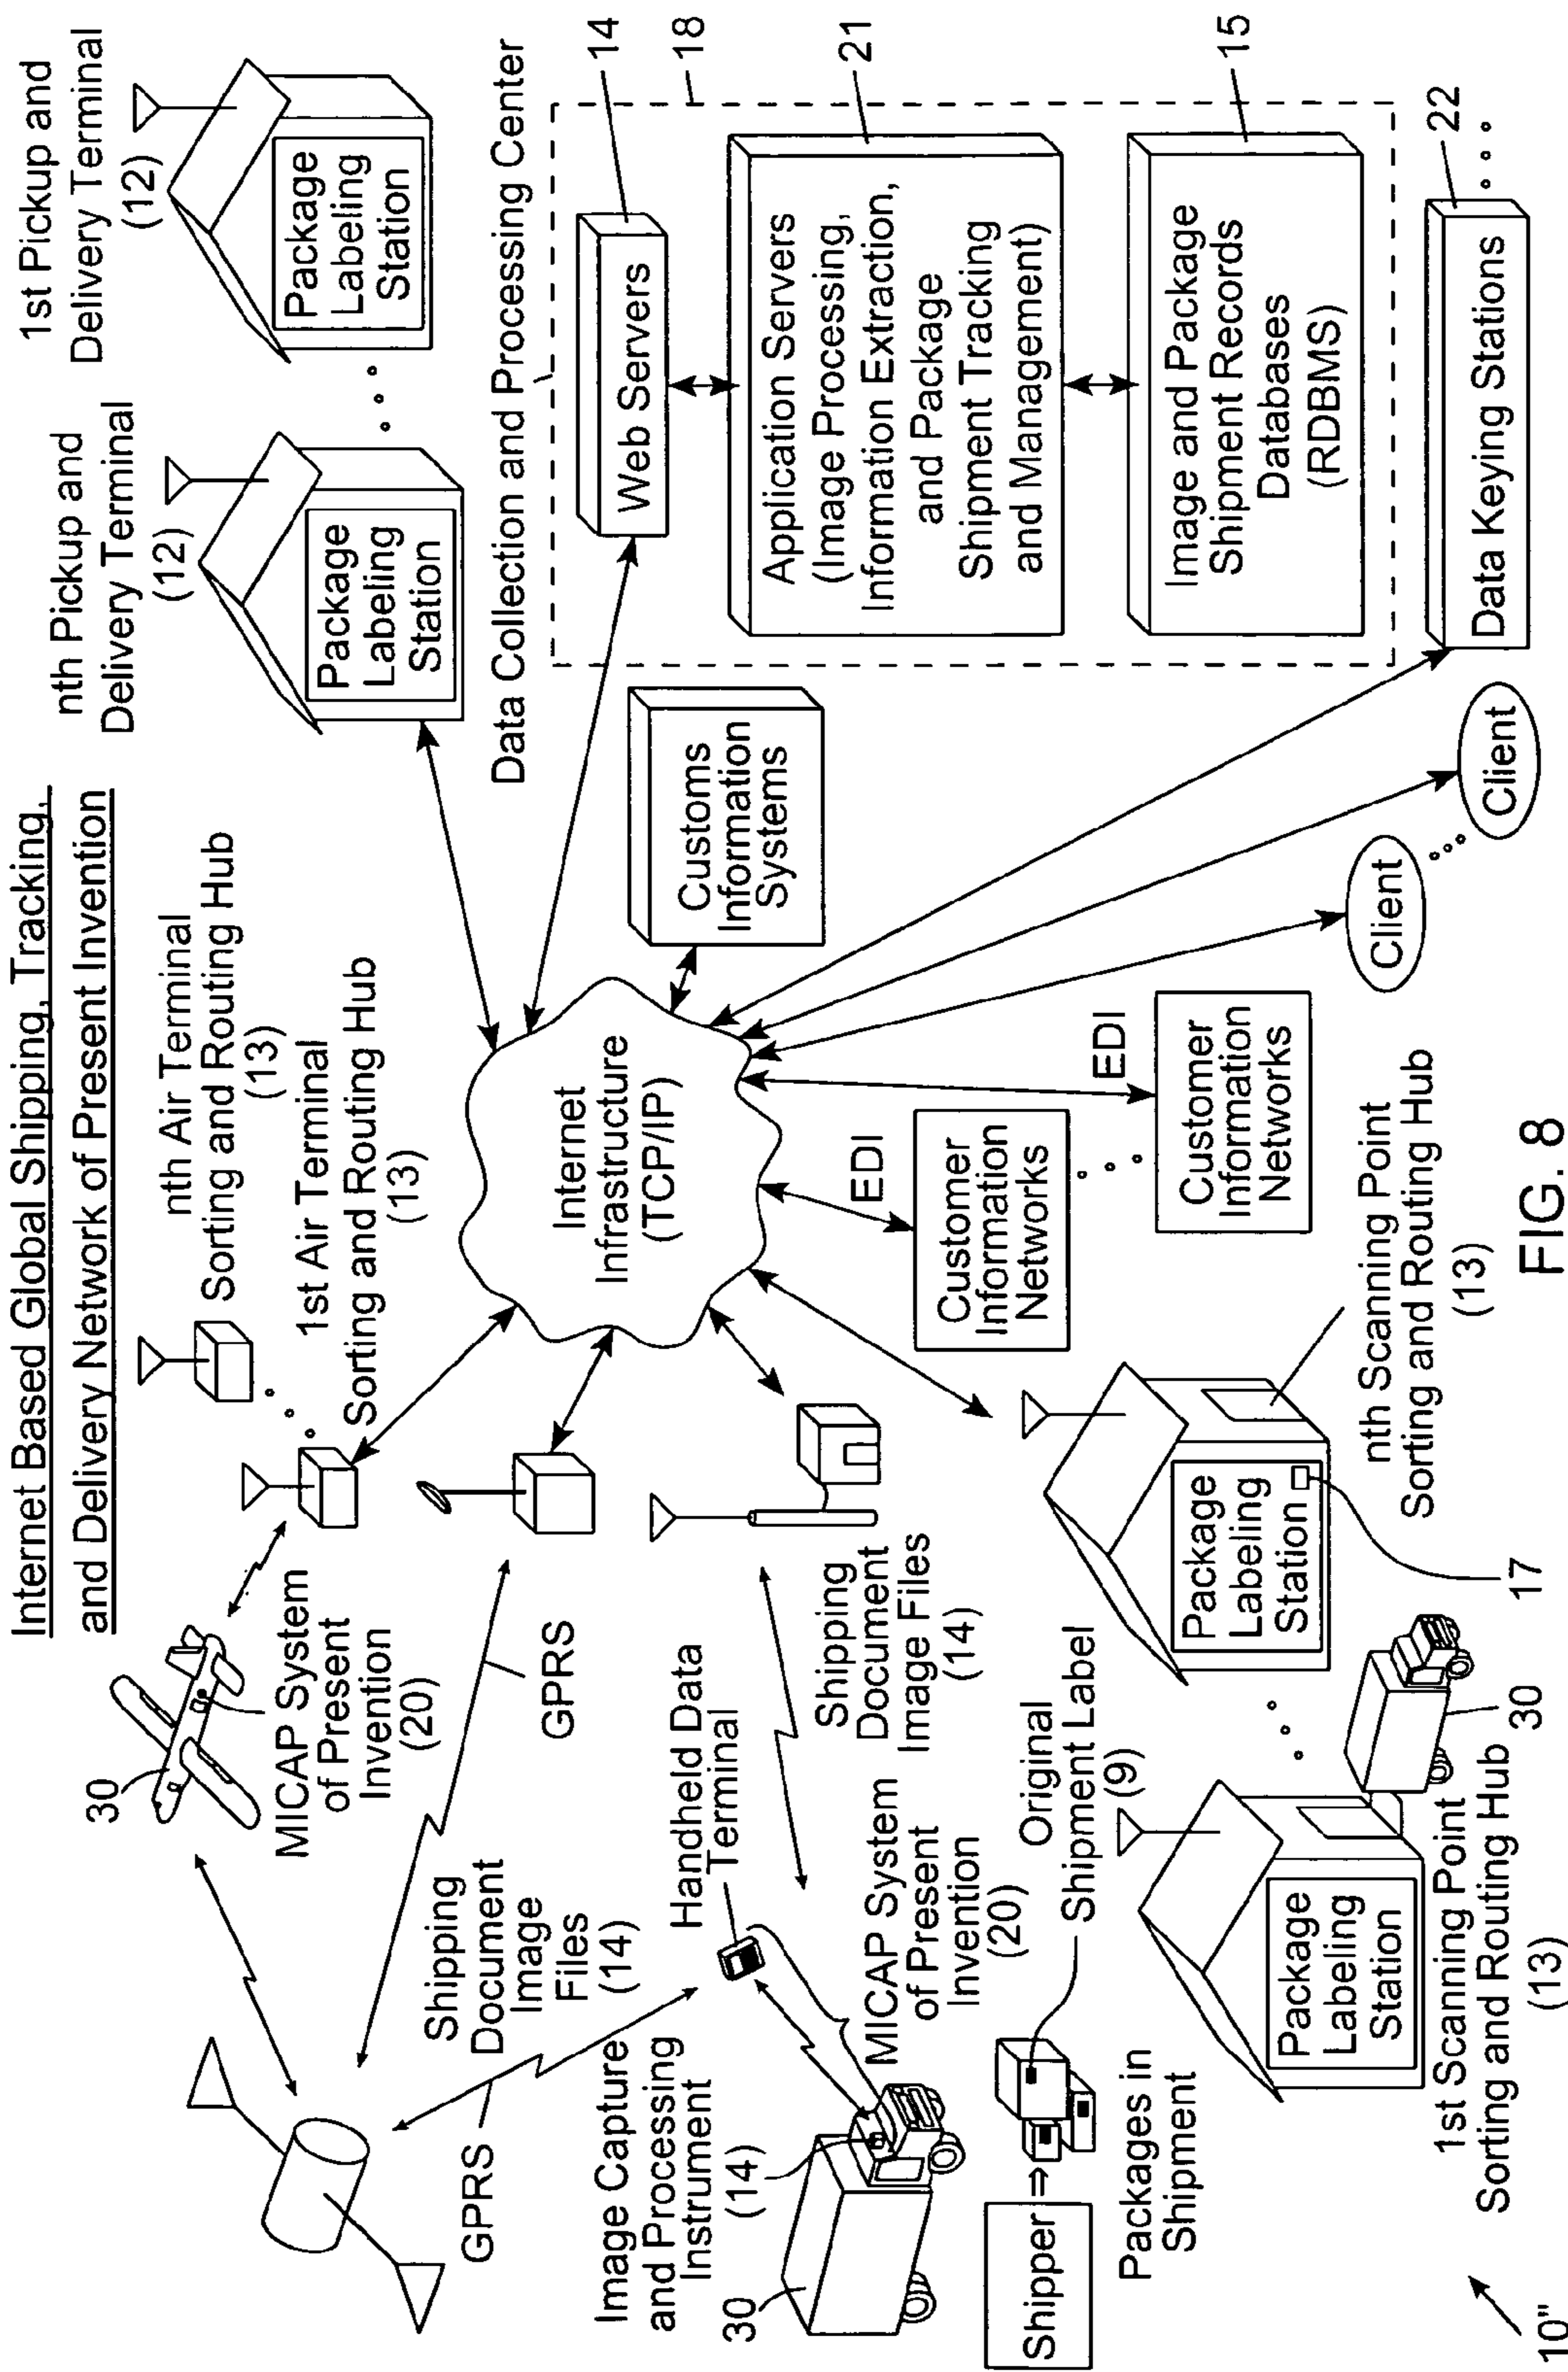 Internet Based Global Shipping, Tracking,
and Delivery Network of Present Invention
30
MICAP System
of Present
Invention
(20)
nth Air Terminal
Sorting and Routing Hub
(13)
1st Air Terminal
Sorting and Routing Hub
(13)
nth Pickup and
Delivery Terminal
(12)
Package
Labeling
Station
1st Pickup and
Delivery Terminal
(12)
Package
Labeling
Station
GPRS
GPRS
Shipping
Document
Image
Files
(14)
Handheld Data
Terminal
Image Capture
and Processing
Instrument
(14)
30
MICAP System
of Present
Invention
(20)
Shipping
Document
Image Files
(14)
Internet
Infrastructure
(TCP/IP)
Customs
Information
Systems
Data Collection and Processing Center
Web Servers
14
18
Application Servers
(Image Processing,
Information Extraction,
and Package
Shipment Tracking
and Management)
21
Image and Package
Shipment Records
Databases
(RDBMS)
15
Data Keying Stations
22
Client
Client
EDI
Customer
Information
Networks
EDI
Customer
Information
Networks
Shipper
Packages in
Shipment
Original
Shipment Label
(9)
Package
Labeling
Station
1st Scanning Point
Sorting and Routing Hub
(13)
30
Package
Labeling
Station
17
nth Scanning Point
Sorting and Routing Hub
(13)
10"
FIG. 8